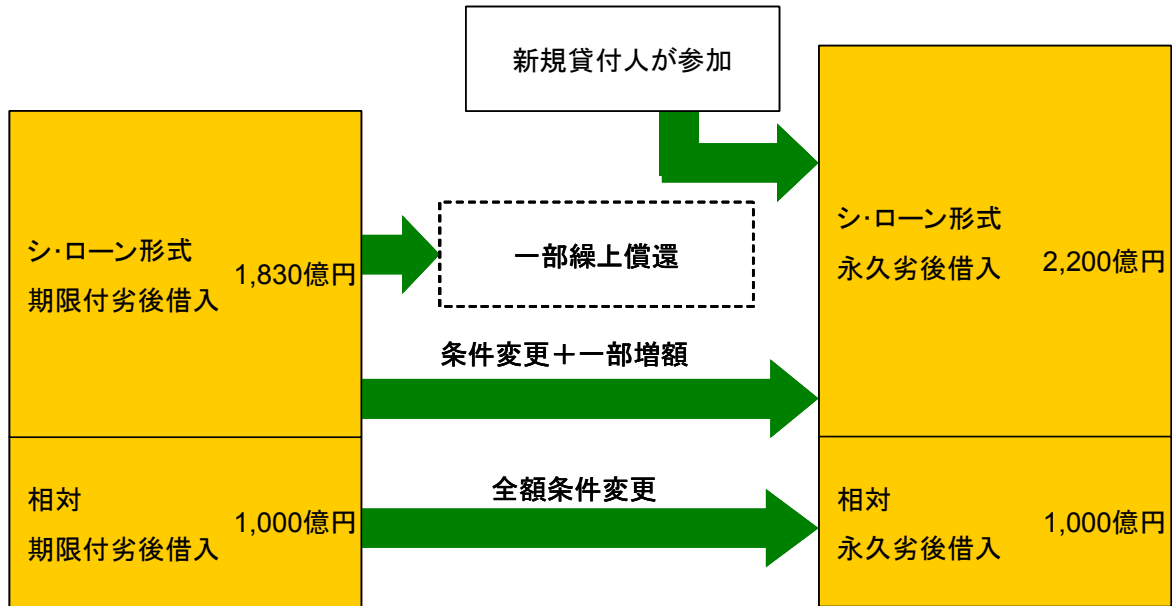 新規貸付人が参加
シ・ローン形式
期限付劣後借入
1,830億円
一部繰上償還
シ・ローン形式
永久劣後借入
2,200億円
条件変更＋一部増額
相対
期限付劣後借入
1,000億円
全額条件変更
相対
永久劣後借入
1,000億円